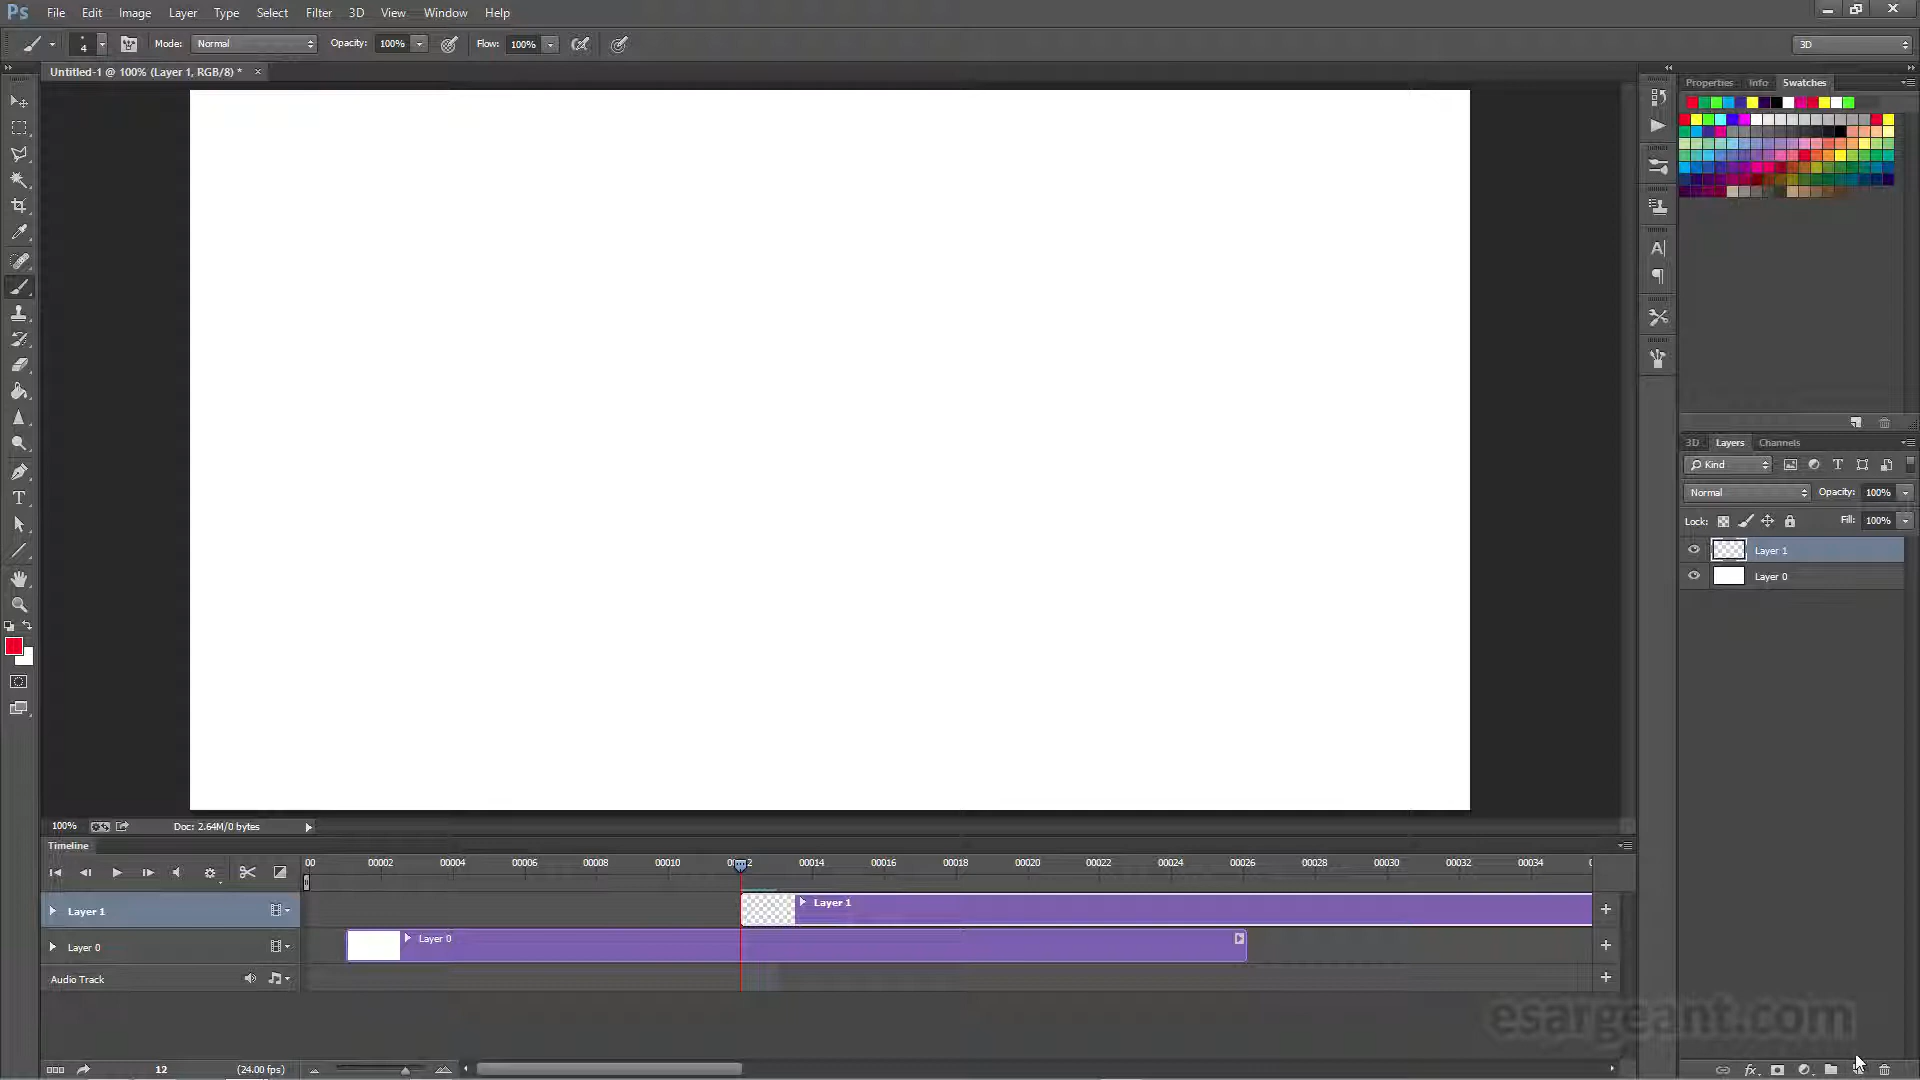 Ps File Edit Image Layer Type Select Filter 3D View Window Help
4 Mode: Normal Opacity: 100% Flow: 100% 3D
Untitled-1 @ 100% (Layer 1, RGB/8) * ×
Properties Info Swatches
3D Layers Channels
Kind
Normal Opacity: 100%
Lock: Fill: 100%
Layer 1
Layer 0
100% Doc: 2.64M/0 bytes
Timeline
00 00002 00004 00006 00008 00010 00014 00016 00018 00020 00022 00024 00026 00028 00030 00032 00034
Layer 1 Layer 1
Layer 0 Layer 0
Audio Track
esargeant.com
12 (24.00 fps)